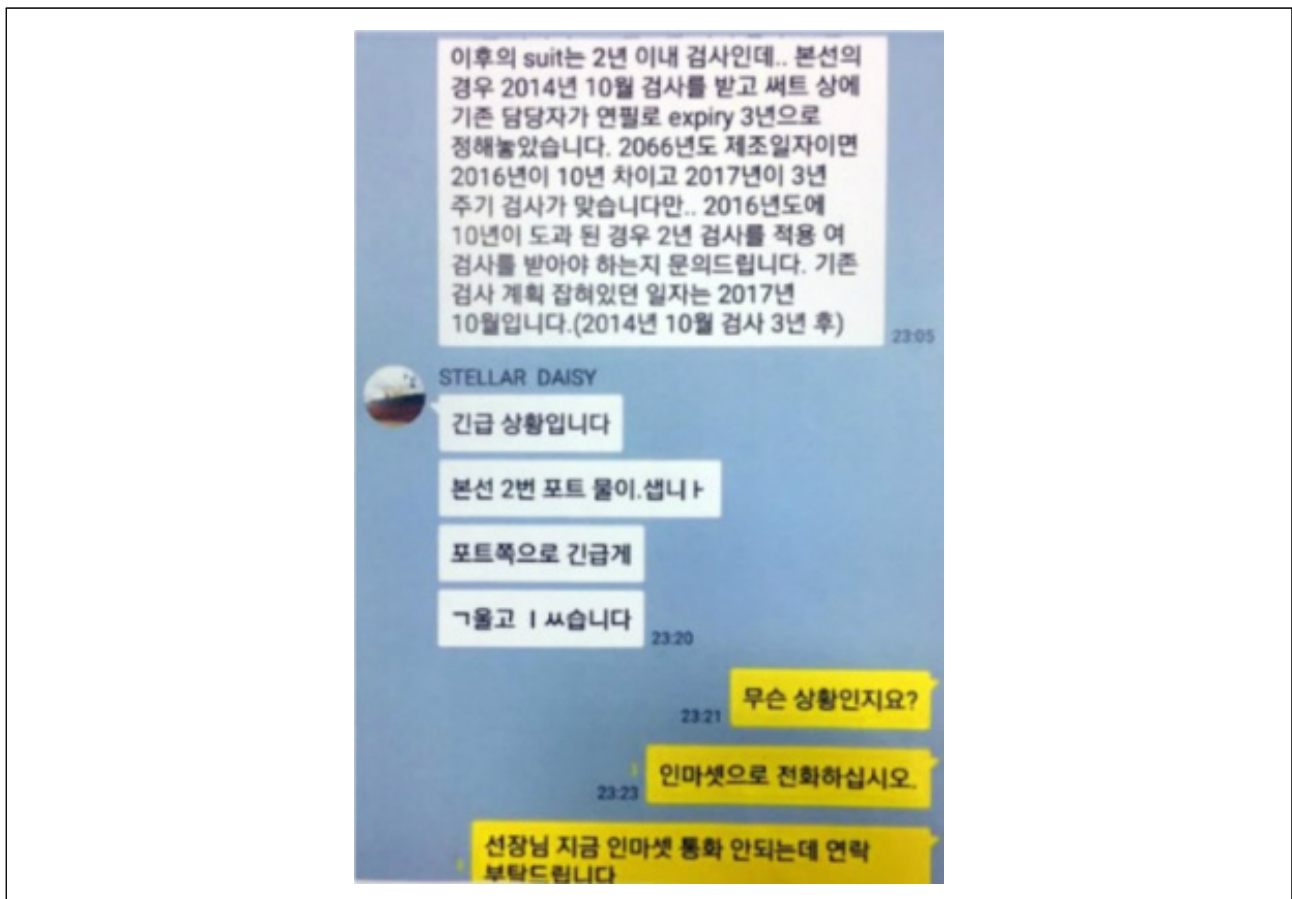 이후의 suit는 2년 이내 검사인데.. 본선의
경우 2014년 10월 검사를 받고 써트 상에
기존 담당자가 연필로 expiry 3년으로
정해놓았습니다. 2066년도 제조일자이면
2016년이 10년 차이고 2017년이 3년
주기 검사가 맞습니다만.. 2016년도에
10년이 도과 된 경우 2년 검사를 적용 여
검사를 받아야 하는지 문의드립니다. 기존
검사 계획 잡혀있던 일자는 2017년
10월입니다.(2014년 10월 검사 3년 후)
23:05
STELLAR DAISY
긴급 상황입니다
본선 2번 포트 물이.샙니ㅏ
포트쪽으로 긴급게
ㄱ울고 ㅣㅆ습니다
23:20
무슨 상황인지요?
23:21
인마셋으로 전화하십시오.
23:23
선장님 지금 인마셋 통화 안되는데 연락
부탁드립니다